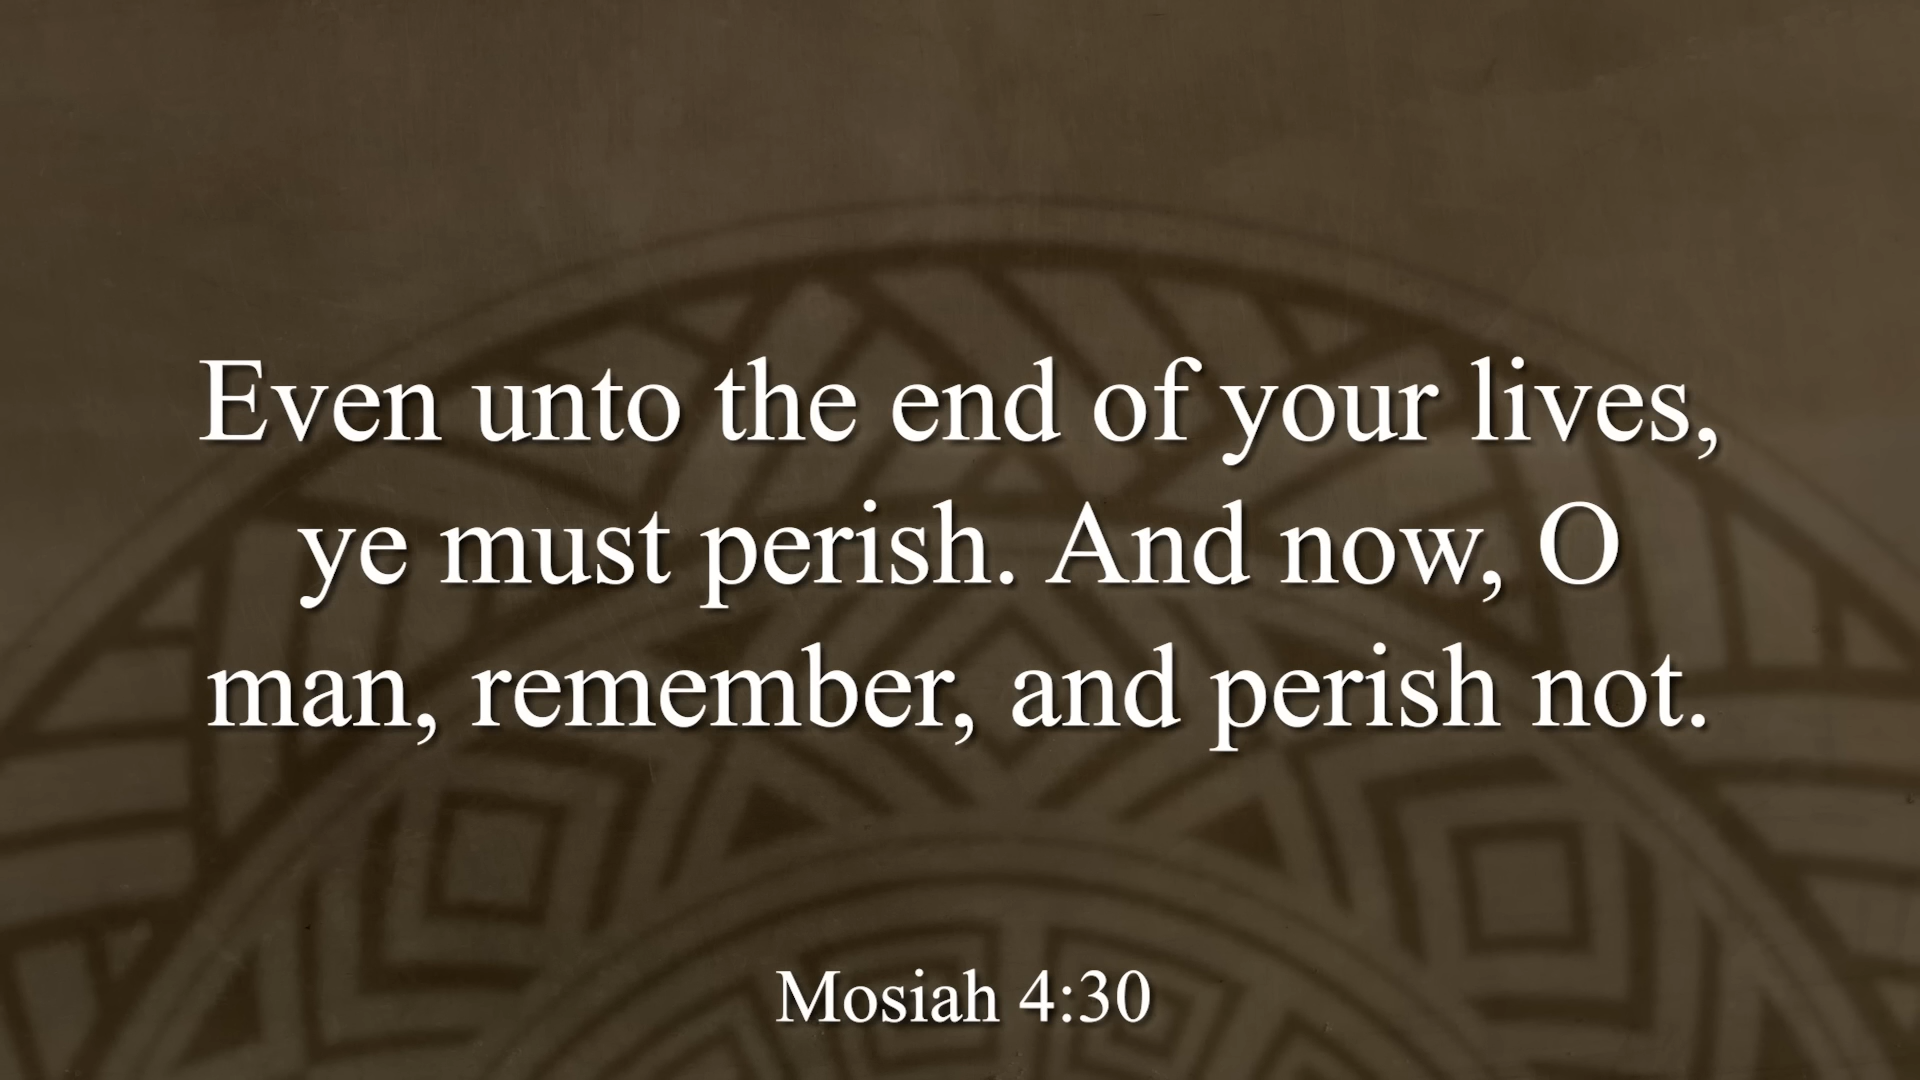 Even unto the end of your lives,
ye must perish. And now, O
man, remember, and perish not.
Mosiah 4:30